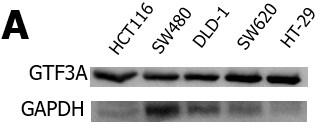 A
HCT116 SW480 DLD-1 SW620 HT-29
GTF3A
GAPDH